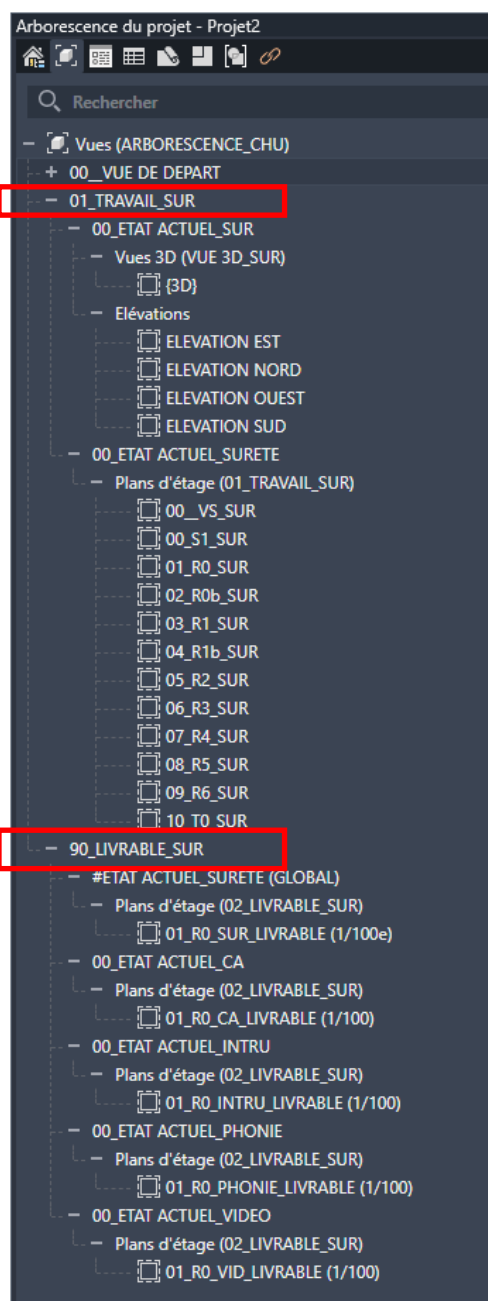 Arborescence du projet - Projet2
Rechercher
Vues (ARBORESCENCE_CHU)
00__VUE DE DEPART
01_TRAVAIL_SUR
00_ETAT ACTUEL_SUR
Vues 3D (VUE 3D_SUR)
{3D}
Elévations
ELEVATION EST
ELEVATION NORD
ELEVATION OUEST
ELEVATION SUD
00_ETAT ACTUEL_SURETE
Plans d'étage (01_TRAVAIL_SUR)
00__VS_SUR
00_S1_SUR
01_R0_SUR
02_R0b_SUR
03_R1_SUR
04_R1b_SUR
05_R2_SUR
06_R3_SUR
07_R4_SUR
08_R5_SUR
09_R6_SUR
10_T0_SUR
90_LIVRABLE_SUR
#ETAT ACTUEL_SURETE (GLOBAL)
Plans d'étage (02_LIVRABLE_SUR)
01_R0_SUR_LIVRABLE (1/100e)
00_ETAT ACTUEL_CA
Plans d'étage (02_LIVRABLE_SUR)
01_R0_CA_LIVRABLE (1/100)
00_ETAT ACTUEL_INTRU
Plans d'étage (02_LIVRABLE_SUR)
01_R0_INTRU_LIVRABLE (1/100)
00_ETAT ACTUEL_PHONIE
Plans d'étage (02_LIVRABLE_SUR)
01_R0_PHONIE_LIVRABLE (1/100)
00_ETAT ACTUEL_VIDEO
Plans d'étage (02_LIVRABLE_SUR)
01_R0_VID_LIVRABLE (1/100)